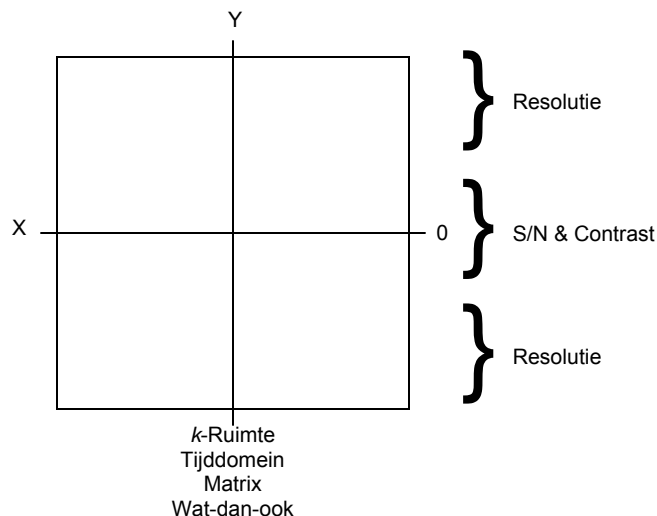 Y
Resolutie
X
0
S/N & Contrast
Resolutie
k-Ruimte
Tijddomein
Matrix
Wat-dan-ook